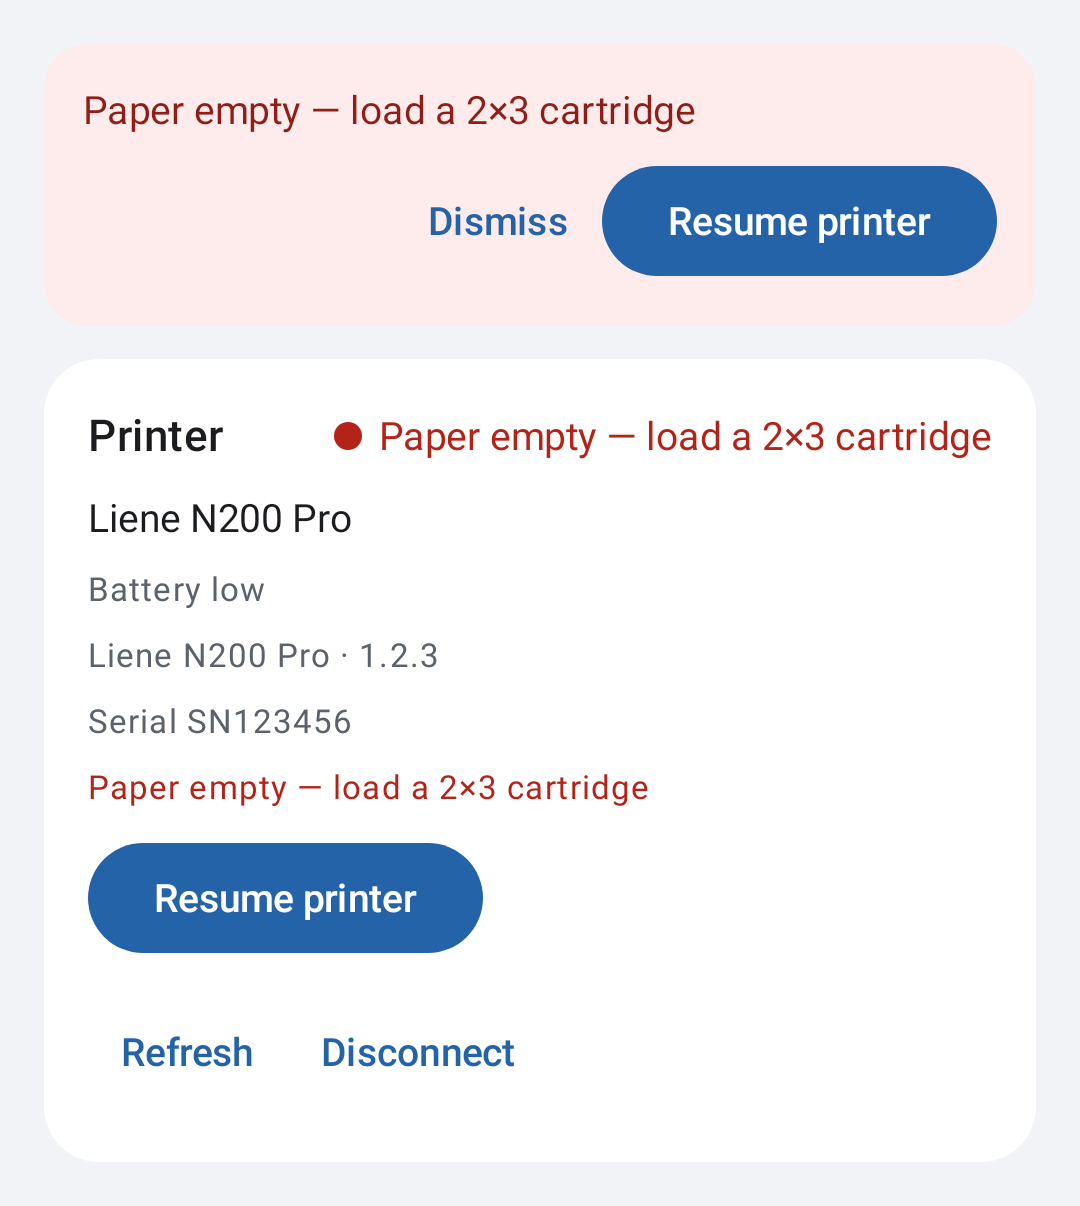 Paper empty — load a 2×3 cartridge
Dismiss Resume printer
Printer Paper empty — load a 2×3 cartridge
Liene N200 Pro
Battery low
Liene N200 Pro · 1.2.3
Serial SN123456
Paper empty — load a 2×3 cartridge
Resume printer
Refresh Disconnect